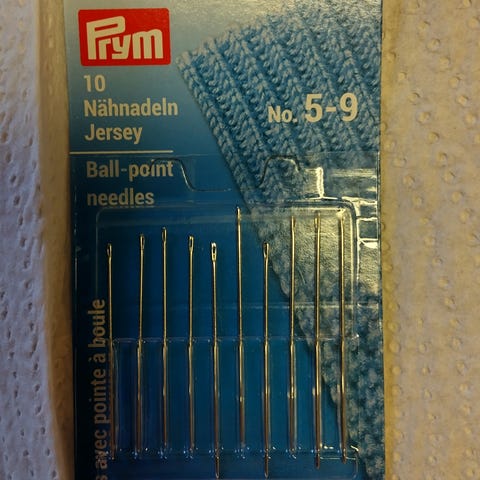 Prym
10
Nähnadeln
Jersey
No. 5-9
Ball-point
needles
s avec pointe à boule